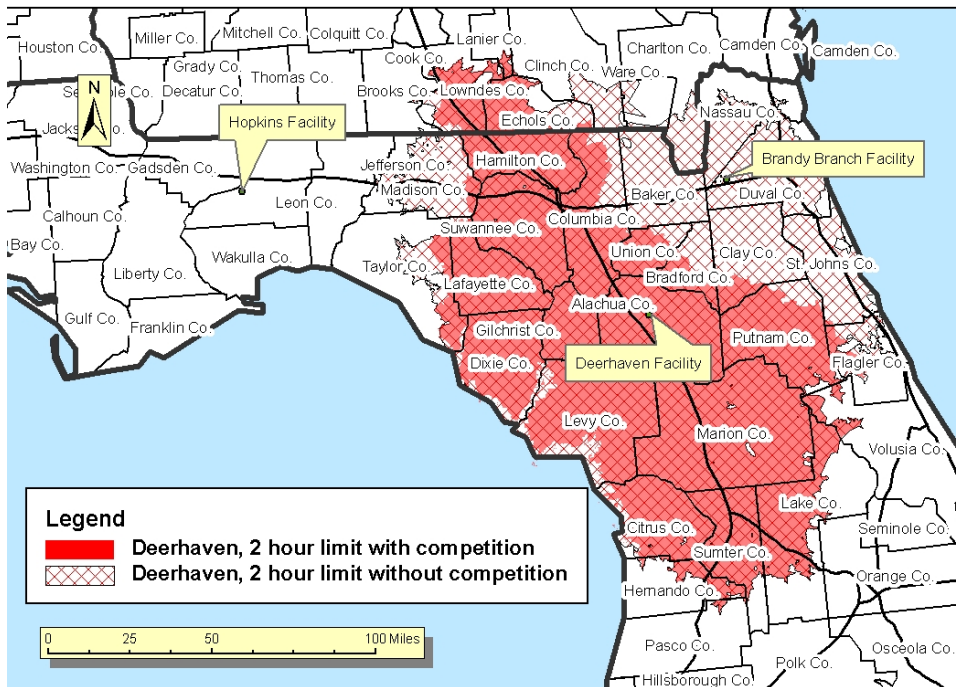 Houston Co.
Miller Co.
Mitchell Co.
Colquitt Co.
Lanier Co.
Cook Co.
Clinch Co.
Ware Co.
Charlton Co.
Camden Co.
Camden Co.
Grady Co.
Decatur Co.
Thomas Co.
Brooks Co.
Lowndes Co.
Echols Co.
Nassau Co.
N
Hopkins Facility
Brandy Branch Facility
Washington Co.
Gadsden Co.
Jefferson Co.
Madison Co.
Hamilton Co.
Baker Co.
Duval Co.
Calhoun Co.
Leon Co.
Columbia Co.
Bay Co.
Liberty Co.
Wakulla Co.
Taylor Co.
Suwannee Co.
Union Co.
Clay Co.
St. Johns Co.
Lafayette Co.
Bradford Co.
Gulf Co.
Franklin Co.
Gilchrist Co.
Alachua Co.
Putnam Co.
Dixie Co.
Deerhaven Facility
Flagler Co.
Levy Co.
Marion Co.
Volusia Co.
Lake Co.
Citrus Co.
Seminole Co.
Sumter Co.
Hernando Co.
Orange Co.
Pasco Co.
Osceola Co.
Polk Co.
Hillsborough Co.
Legend
Deerhaven, 2 hour limit with competition
Deerhaven, 2 hour limit without competition
0 25 50 100 Miles